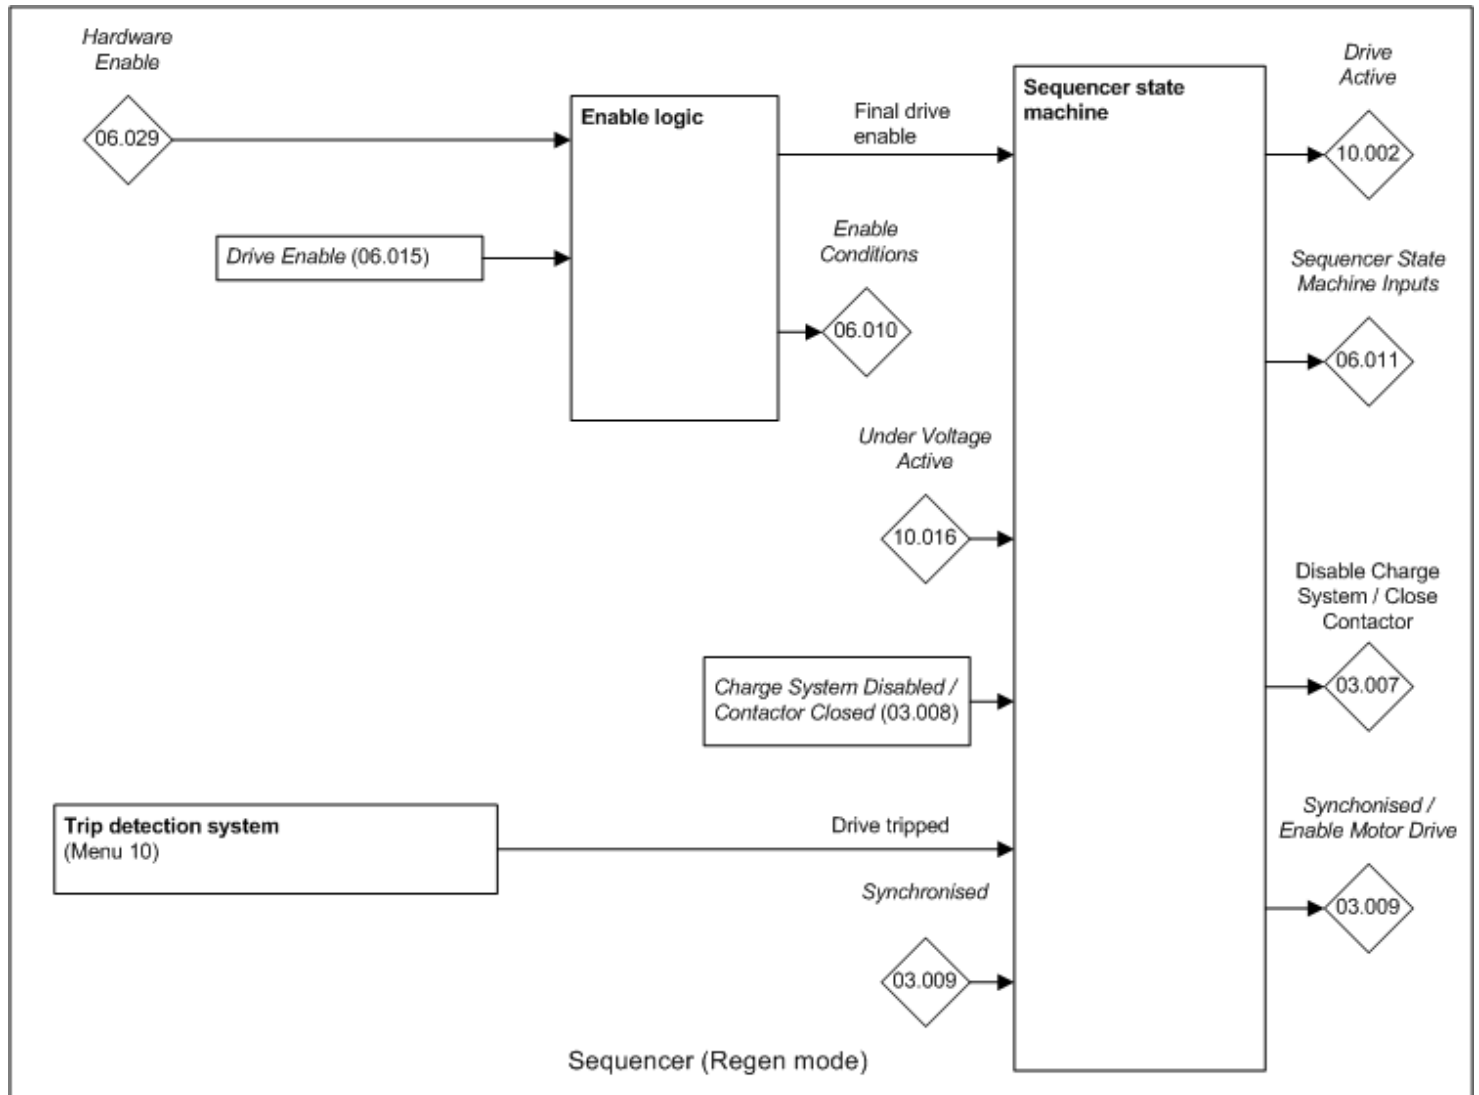 Hardware
Enable
06.029
Enable logic
Final drive
enable
Sequencer state
machine
Drive
Active
10.002
Drive Enable (06.015)
Enable
Conditions
06.010
Sequencer State
Machine Inputs
06.011
Under Voltage
Active
10.016
Disable Charge
System / Close
Contactor
03.007
Charge System Disabled /
Contactor Closed (03.008)
Trip detection system
(Menu 10)
Drive tripped
Synchonised /
Enable Motor Drive
03.009
Synchronised
03.009
Sequencer (Regen mode)